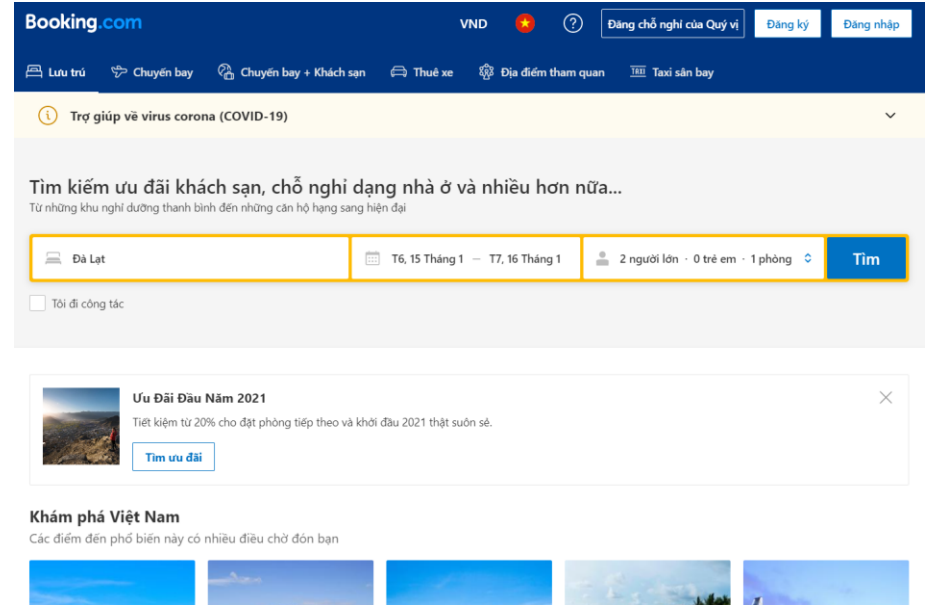 Booking.com
VND
Đăng chỗ nghỉ của Quý vị
Đăng ký
Đăng nhập
Lưu trú
Chuyến bay
Chuyến bay + Khách sạn
Thuê xe
Địa điểm tham quan
TAXI Taxi sân bay
Trợ giúp về virus corona (COVID-19)
Tìm kiếm ưu đãi khách sạn, chỗ nghỉ dạng nhà ở và nhiều hơn nữa...
Từ những khu nghỉ dưỡng thanh bình đến những căn hộ hạng sang hiện đại
Đà Lạt
T6, 15 Tháng 1 — T7, 16 Tháng 1
2 người lớn · 0 trẻ em · 1 phòng
Tìm
Tôi đi công tác
Ưu Đãi Đầu Năm 2021
Tiết kiệm từ 20% cho đặt phòng tiếp theo và khởi đầu 2021 thật suôn sẻ.
Tìm ưu đãi
Khám phá Việt Nam
Các điểm đến phổ biến này có nhiều điều chờ đón bạn